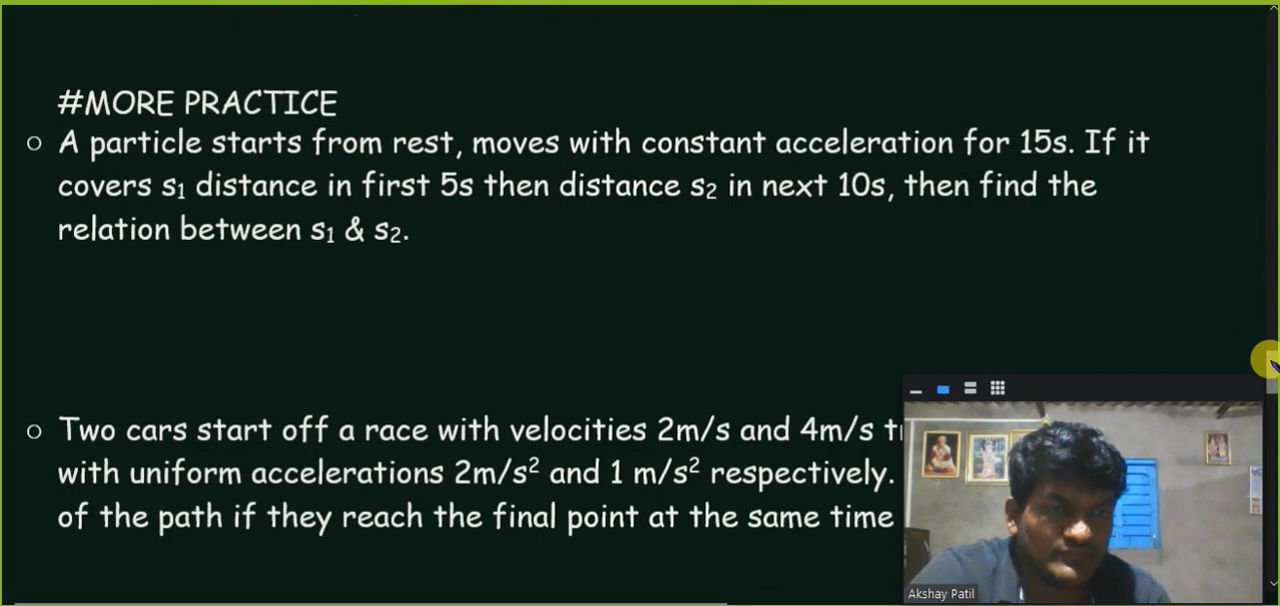 #MORE PRACTICE
○ A particle starts from rest, moves with constant acceleration for 15s. If it
covers s₁ distance in first 5s then distance s₂ in next 10s, then find the
relation between s₁ & s₂.
○ Two cars start off a race with velocities 2m/s and 4m/s
with uniform accelerations 2m/s² and 1 m/s² respectively.
of the path if they reach the final point at the same time
Akshay Patil